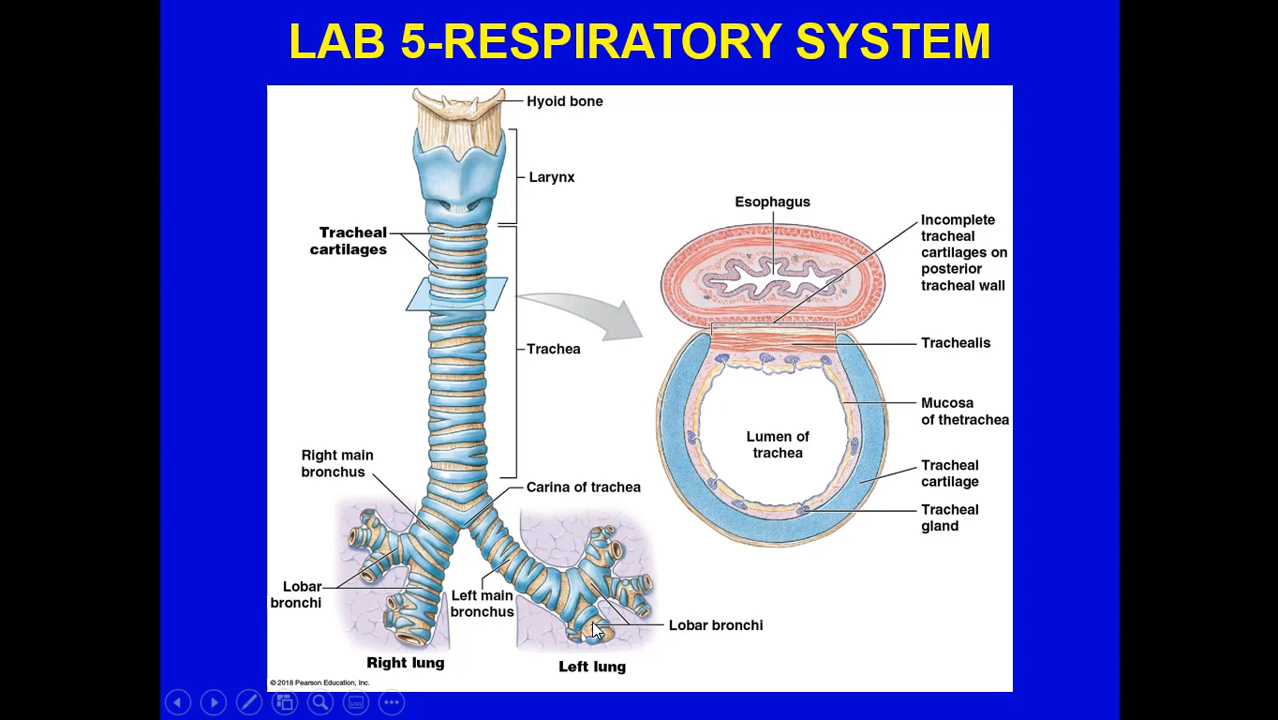 LAB 5-RESPIRATORY SYSTEM
Hyoid bone
Larynx
Tracheal
cartilages
Trachea
Right main
bronchus
Carina of trachea
Lobar
bronchi
Left main
bronchus
Lobar bronchi
Right lung
Left lung
Esophagus
Incomplete
tracheal
cartilages on
posterior
tracheal wall
Trachealis
Mucosa
of thetrachea
Lumen of
trachea
Tracheal
cartilage
Tracheal
gland
© 2018 Pearson Education, Inc.